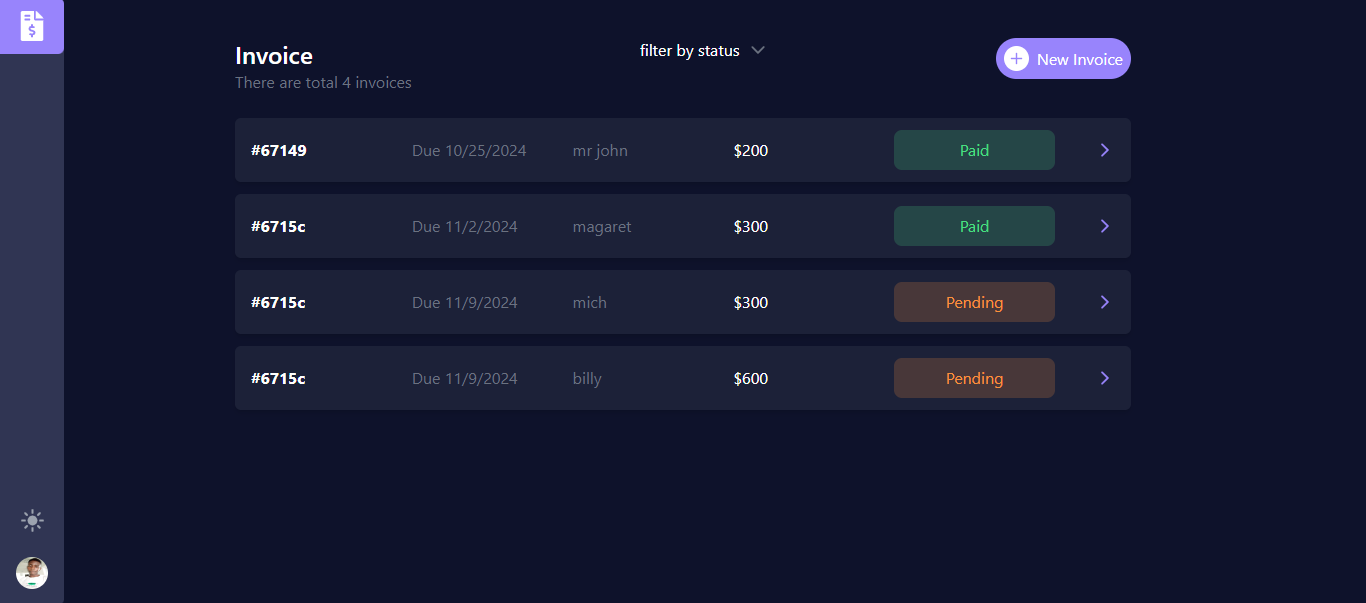 Invoice
There are total 4 invoices
filter by status
New Invoice
#67149 Due 10/25/2024 mr john $200 Paid
#6715c Due 11/2/2024 magaret $300 Paid
#6715c Due 11/9/2024 mich $300 Pending
#6715c Due 11/9/2024 billy $600 Pending